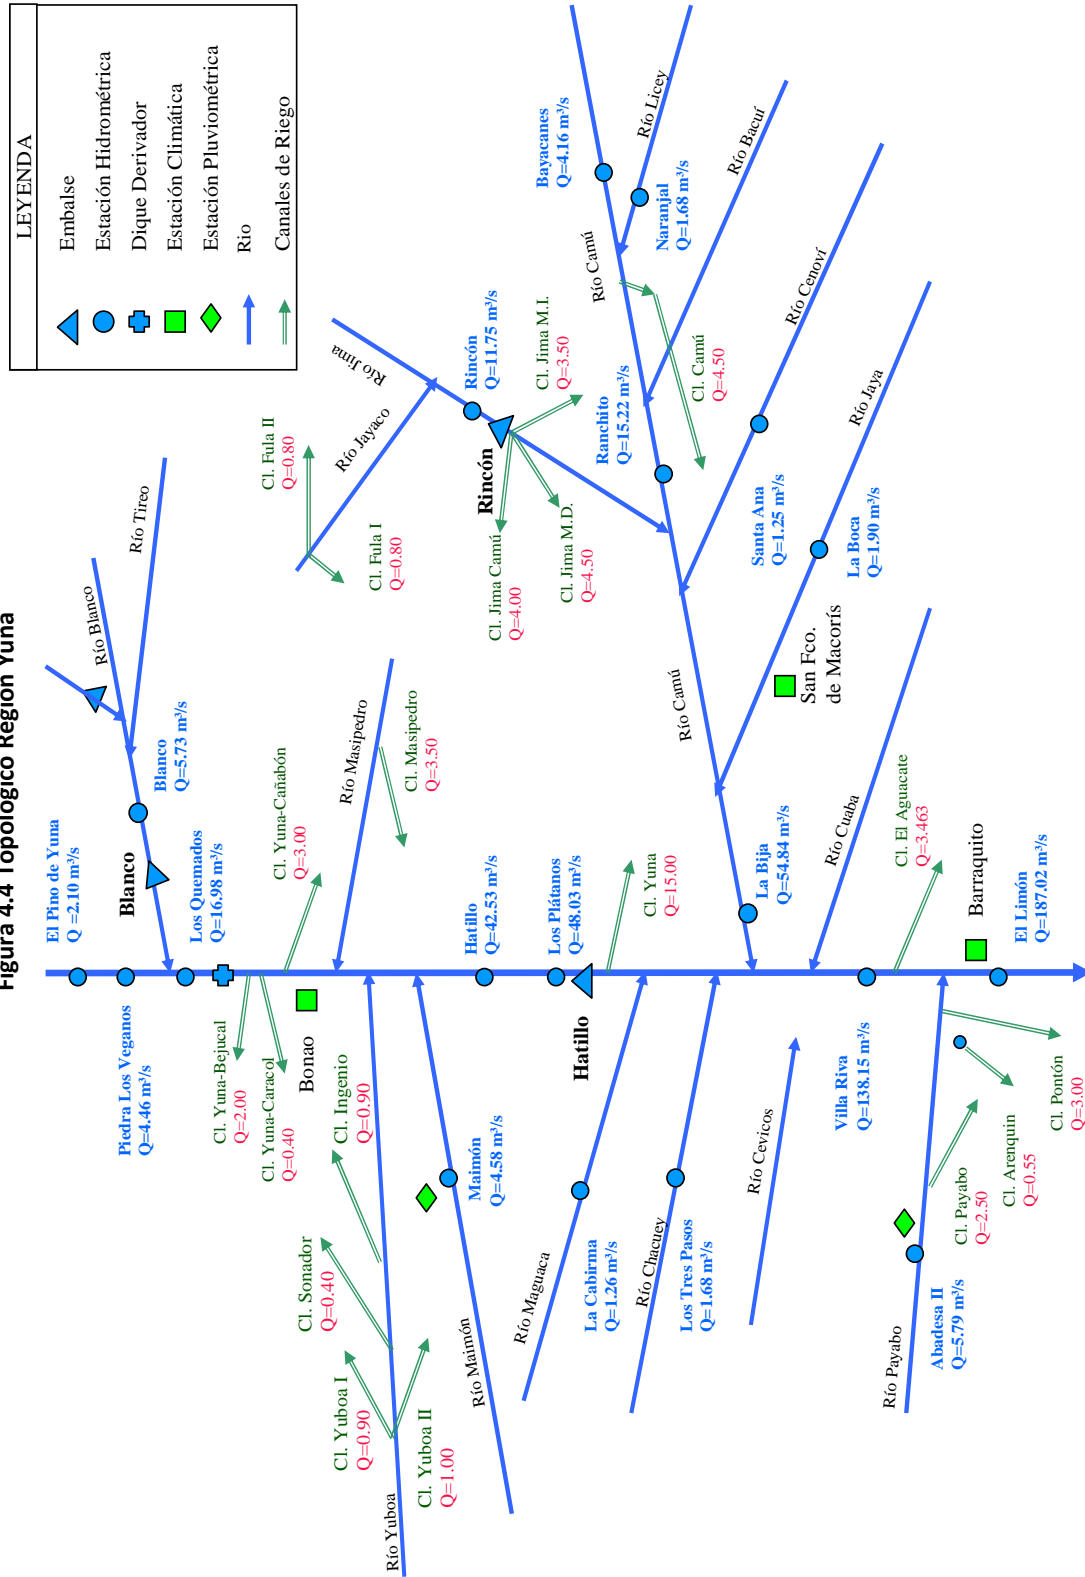 Figura 4.4 Topologico Region Yuna
LEYENDA
Embalse
Estación Hidrométrica
Dique Derivador
Estación Climática
Estación Pluviométrica
Rio
Canales de Riego
El Pino de Yuna
Q =2.10 m³/s
Piedra Los Veganos
Q=4.46 m³/s
Río Blanco
Río Tireo
Blanco
Q=5.73 m³/s
Blanco
Los Quemados
Q=16.98 m³/s
Cl. Yuna-Bejucal
Q=2.00
Cl. Yuna-Caracol
Q=0.40
Cl. Yuna-Cañabón
Q=3.00
Bonao
Río Masipedro
Cl. Masipedro
Q=3.50
Cl. Ingenio
Q=0.90
Cl. Sonador
Q=0.40
Cl. Yuboa I
Q=0.90
Cl. Yuboa II
Q=1.00
Río Yuboa
Maimón
Q=4.58 m³/s
Río Maimón
Hatillo
Q=42.53 m³/s
Los Plátanos
Q=48.03 m³/s
Hatillo
Cl. Yuna
Q=15.00
Río Maguaca
La Cabirma
Q=1.26 m³/s
Río Chacuey
Los Tres Pasos
Q=1.68 m³/s
Río Cevicos
Cl. Fula II
Q=0.80
Cl. Fula I
Q=0.80
Río Jayaco
Río Jima
Rincón
Q=11.75 m³/s
Rincón
Cl. Jima M.I.
Q=3.50
Cl. Jima Camú
Q=4.00
Cl. Jima M.D.
Q=4.50
Bayacanes
Q=4.16 m³/s
Río Licey
Naranjal
Q=1.68 m³/s
Río Camú
Río Bacuí
Cl. Camú
Q=4.50
Ranchito
Q=15.22 m³/s
Río Cenoví
Santa Ana
Q=1.25 m³/s
Río Jaya
La Boca
Q=1.90 m³/s
San Fco.
de Macorís
Río Camú
La Bija
Q=54.84 m³/s
Río Cuaba
Villa Riva
Q=138.15 m³/s
Cl. El Aguacate
Q=3.463
Barraquito
El Limón
Q=187.02 m³/s
Río Payabo
Abadesa II
Q=5.79 m³/s
Cl. Payabo
Q=2.50
Cl. Arenquin
Q=0.55
Cl. Pontón
Q=3.00